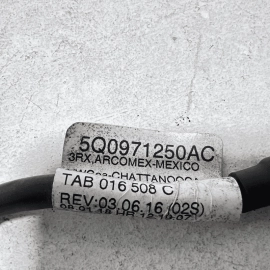 5Q0971250AC
3RX,ARCOMEX-MEXICO
TAB 016 508 C
REV:03.06.16 (02S)